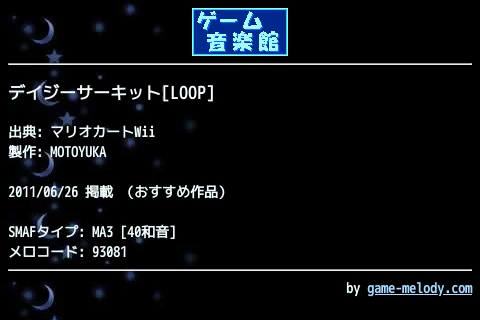 ゲーム
音楽館
デイジーサーキット[LOOP]
出典: マリオカートWii
製作: MOTOYUKA
2011/06/26 掲載 (おすすめ作品)
SMAFタイプ: MA3 [40和音]
メロコード: 93081
by game-melody.com